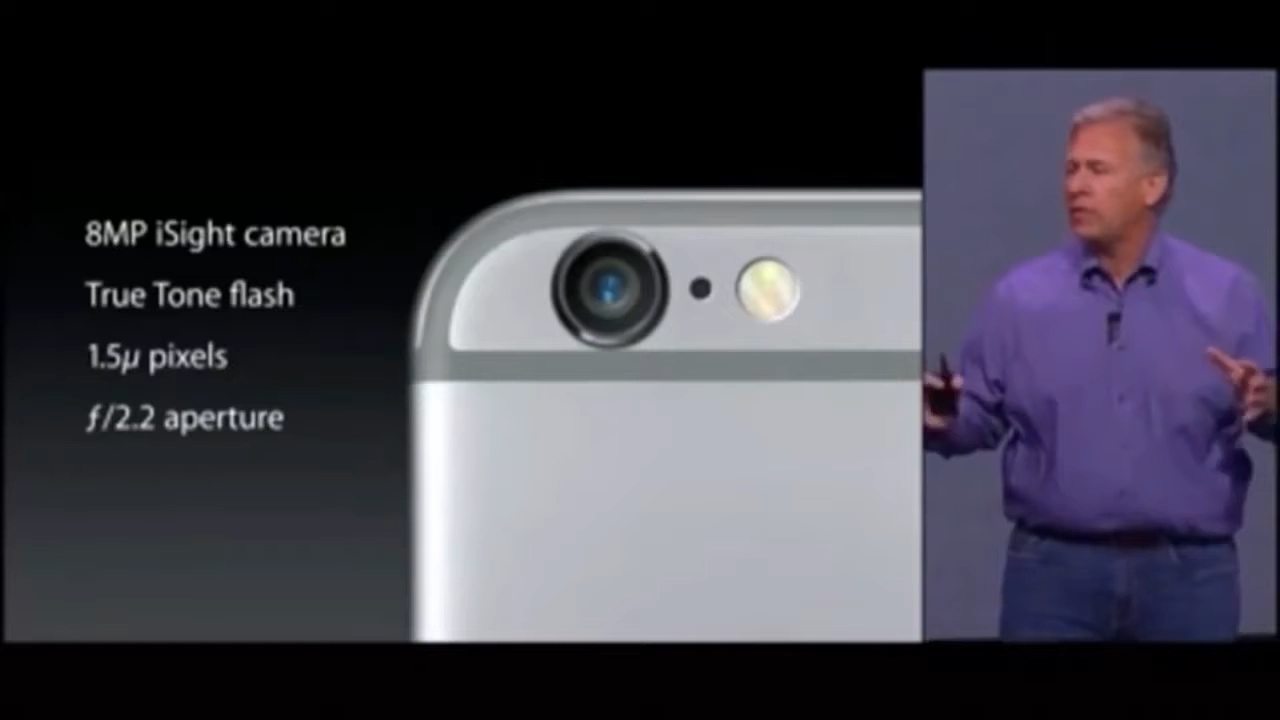 8MP iSight camera
True Tone flash
1.5µ pixels
ƒ/2.2 aperture